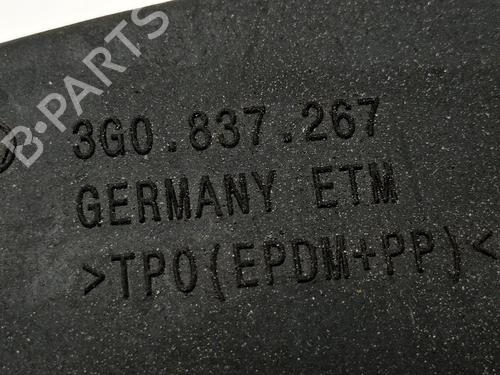 B-PARTS
3G0.837.267
GERMANY ETM
>TPO(EPDM+PP)<